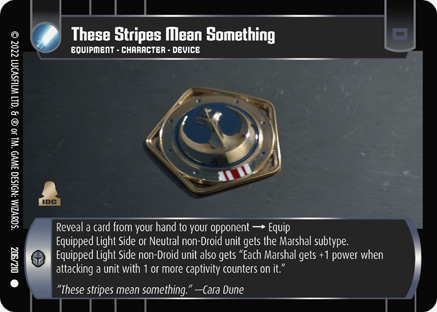 These Stripes Mean Something
EQUIPMENT - CHARACTER - DEVICE
IDC
Reveal a card from your hand to your opponent → Equip
Equipped Light Side or Neutral non-Droid unit gets the Marshal subtype.
Equipped Light Side non-Droid unit also gets “Each Marshal gets +1 power when
attacking a unit with 1 or more captivity counters on it.”
“These stripes mean something.” —Cara Dune
© 2022 LUCASFILM LTD. & ® or TM. GAME DESIGN: WIZARDS.